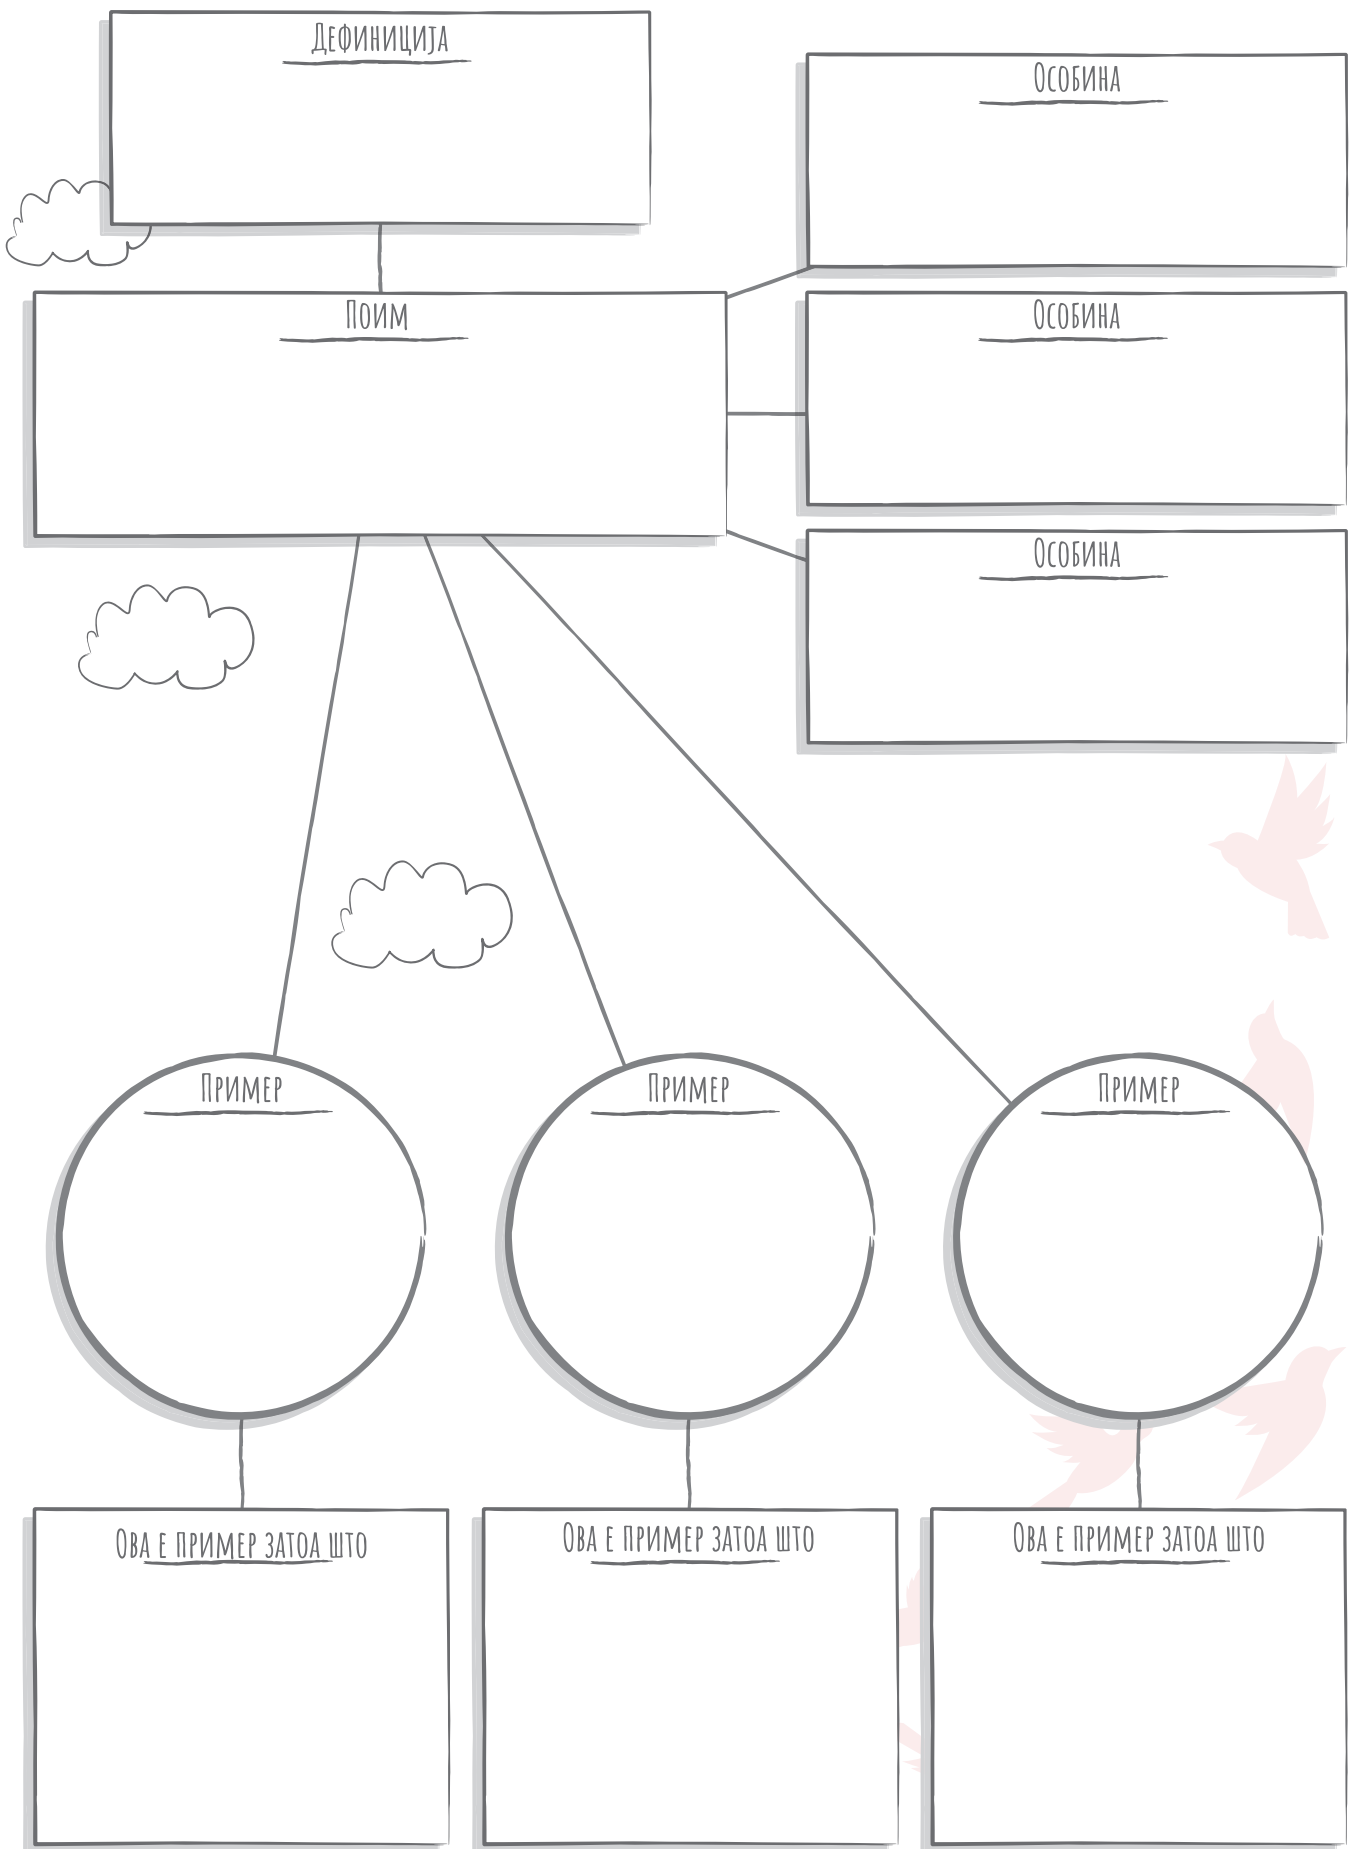 Дефиниција
Особина
Поим
Особина
Особина
Пример
Пример
Пример
Ова е пример затоа што
Ова е пример затоа што
Ова е пример затоа што